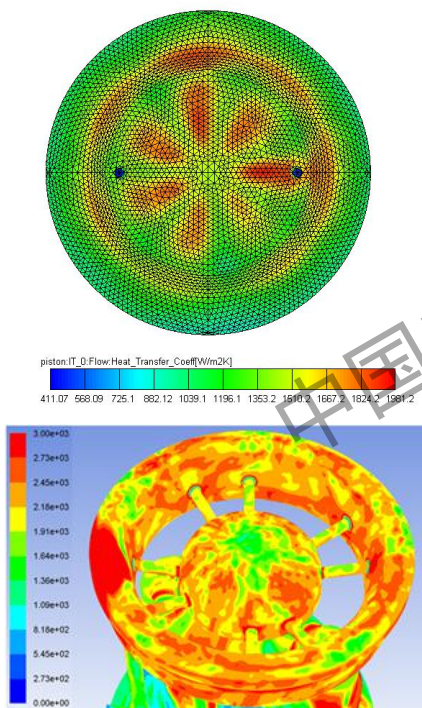 piston:IT_0:Flow:Heat_Transfer_Coeff[W/m2K]
411.07 568.09 725.1 882.12 1039.1 1196.1 1353.2 1510.2 1667.2 1824.2 1981.2
中国
3.00e+03
2.73e+03
2.45e+03
2.18e+03
1.91e+03
1.64e+03
1.36e+03
1.09e+03
8.18e+02
5.45e+02
2.73e+02
0.00e+00